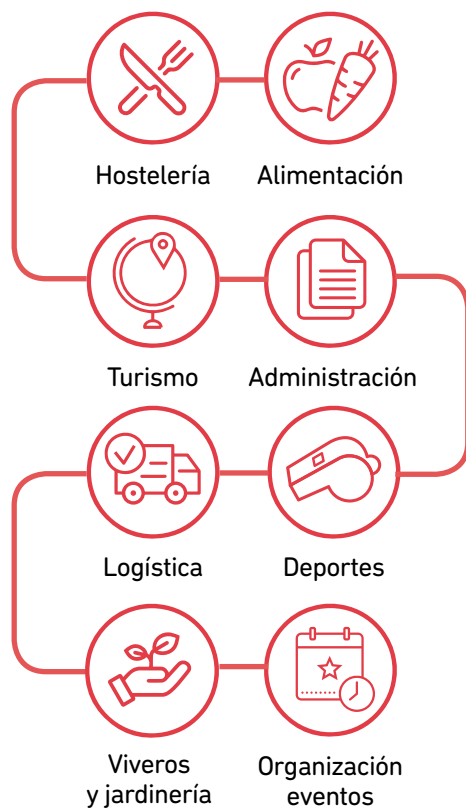 Hostelería
Alimentación
Turismo
Administración
Logística
Deportes
Viveros
y jardinería
Organización
eventos